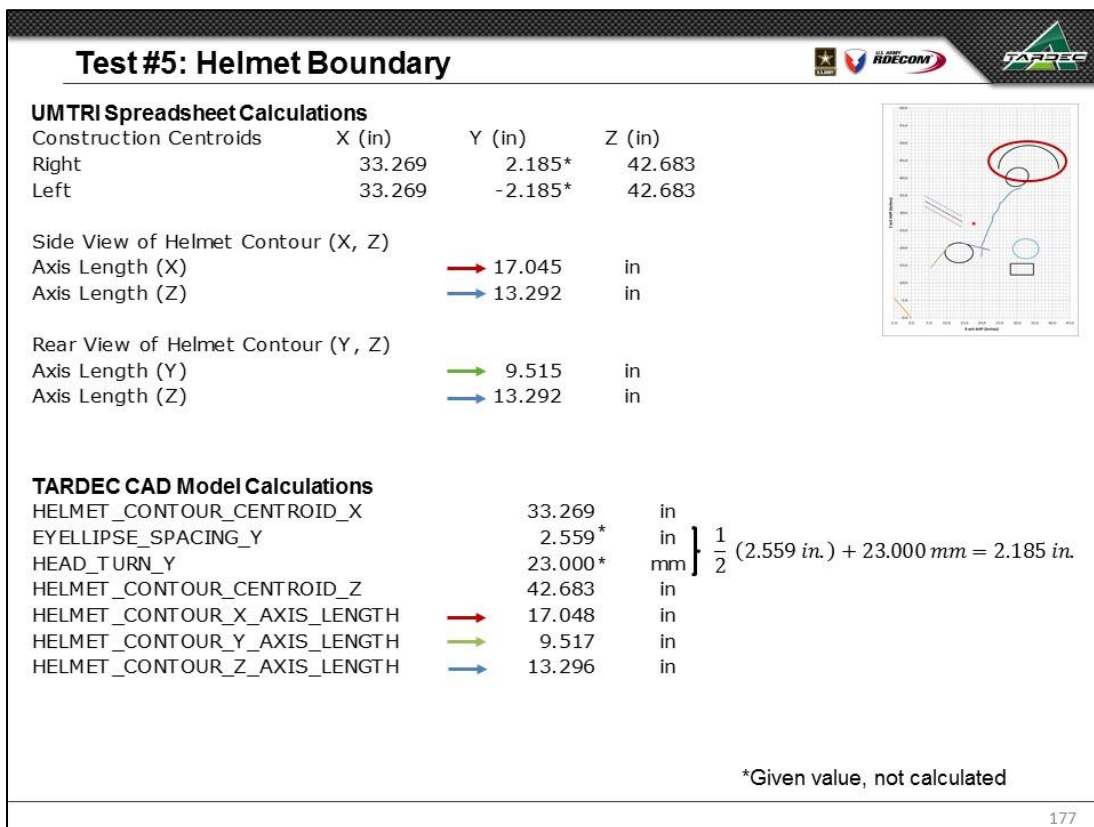 Test #5: Helmet Boundary
U.S. ARMY
U.S. ARMY
RDECOM
TARDEC
UMTRI Spreadsheet Calculations
Construction Centroids X (in) Y (in) Z (in)
Right 33.269 2.185* 42.683
Left 33.269 -2.185* 42.683
Side View of Helmet Contour (X, Z)
Axis Length (X) 17.045 in
Axis Length (Z) 13.292 in
Rear View of Helmet Contour (Y, Z)
Axis Length (Y) 9.515 in
Axis Length (Z) 13.292 in
TARDEC CAD Model Calculations
HELMET_CONTOUR_CENTROID_X 33.269 in
EYELLIPSE_SPACING_Y 2.559* in
HEAD_TURN_Y 23.000* mm
1/2 (2.559 in.) + 23.000 mm = 2.185 in.
HELMET_CONTOUR_CENTROID_Z 42.683 in
HELMET_CONTOUR_X_AXIS_LENGTH 17.048 in
HELMET_CONTOUR_Y_AXIS_LENGTH 9.517 in
HELMET_CONTOUR_Z_AXIS_LENGTH 13.296 in
*Given value, not calculated
177